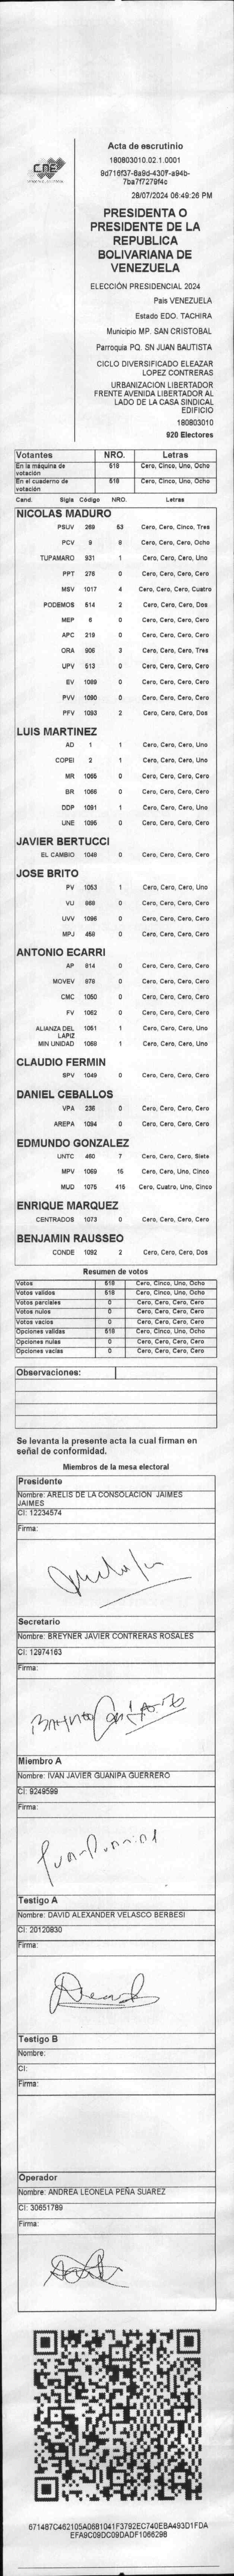 CNE
Acta de escrutinio
180803010.02.1.0001
9d716f37-8a9d-430f-a94b-
7ba7f7279f4c
28/07/2024 06:49:26 PM
PRESIDENTA O
PRESIDENTE DE LA
REPUBLICA
BOLIVARIANA DE
VENEZUELA
ELECCIÓN PRESIDENCIAL 2024
País VENEZUELA
Estado EDO. TACHIRA
Municipio MP. SAN CRISTOBAL
Parroquia PQ. SN JUAN BAUTISTA
CICLO DIVERSIFICADO ELEAZAR
LOPEZ CONTRERAS
URBANIZACION LIBERTADOR
FRENTE AVENIDA LIBERTADOR AL
LADO DE LA CASA SINDICAL
EDIFICIO
180803010
920 Electores
Votantes NRO. Letras
En la máquina de votación 518 Cero, Cinco, Uno, Ocho
En el cuaderno de votación 518 Cero, Cinco, Uno, Ocho
Cand. Sigla Código NRO. Letras
NICOLAS MADURO
PSUV 269 53 Cero, Cero, Cinco, Tres
PCV 9 8 Cero, Cero, Cero, Ocho
TUPAMARO 931 1 Cero, Cero, Cero, Uno
PPT 275 0 Cero, Cero, Cero, Cero
MSV 1017 4 Cero, Cero, Cero, Cuatro
PODEMOS 514 2 Cero, Cero, Cero, Dos
MEP 6 0 Cero, Cero, Cero, Cero
APC 219 0 Cero, Cero, Cero, Cero
ORA 906 3 Cero, Cero, Cero, Tres
UPV 513 0 Cero, Cero, Cero, Cero
EV 1089 0 Cero, Cero, Cero, Cero
PVV 1090 0 Cero, Cero, Cero, Cero
PFV 1093 2 Cero, Cero, Cero, Dos
LUIS MARTINEZ
AD 1 1 Cero, Cero, Cero, Uno
COPEI 2 1 Cero, Cero, Cero, Uno
MR 1065 0 Cero, Cero, Cero, Cero
BR 1066 0 Cero, Cero, Cero, Cero
DDP 1091 1 Cero, Cero, Cero, Uno
UNE 1095 0 Cero, Cero, Cero, Cero
JAVIER BERTUCCI
EL CAMBIO 1048 0 Cero, Cero, Cero, Cero
JOSE BRITO
PV 1053 1 Cero, Cero, Cero, Uno
VU 868 0 Cero, Cero, Cero, Cero
UVV 1096 0 Cero, Cero, Cero, Cero
MPJ 458 0 Cero, Cero, Cero, Cero
ANTONIO ECARRI
AP 814 0 Cero, Cero, Cero, Cero
MOVEV 878 0 Cero, Cero, Cero, Cero
CMC 1050 0 Cero, Cero, Cero, Cero
FV 1062 0 Cero, Cero, Cero, Cero
ALIANZA DEL LAPIZ 1051 1 Cero, Cero, Cero, Uno
MIN UNIDAD 1068 1 Cero, Cero, Cero, Uno
CLAUDIO FERMIN
SPV 1049 0 Cero, Cero, Cero, Cero
DANIEL CEBALLOS
VPA 236 0 Cero, Cero, Cero, Cero
AREPA 1094 0 Cero, Cero, Cero, Cero
EDMUNDO GONZALEZ
UNTC 460 7 Cero, Cero, Cero, Siete
MPV 1069 15 Cero, Cero, Uno, Cinco
MUD 1075 415 Cero, Cuatro, Uno, Cinco
ENRIQUE MARQUEZ
CENTRADOS 1073 0 Cero, Cero, Cero, Cero
BENJAMIN RAUSSEO
CONDE 1092 2 Cero, Cero, Cero, Dos
Resumen de votos
Votos 518 Cero, Cinco, Uno, Ocho
Votos validos 518 Cero, Cinco, Uno, Ocho
Votos parciales 0 Cero, Cero, Cero, Cero
Votos nulos 0 Cero, Cero, Cero, Cero
Votos vacios 0 Cero, Cero, Cero, Cero
Opciones validas 518 Cero, Cinco, Uno, Ocho
Opciones nulas 0 Cero, Cero, Cero, Cero
Opciones vacias 0 Cero, Cero, Cero, Cero
Observaciones:
Se levanta la presente acta la cual firman en
señal de conformidad.
Miembros de la mesa electoral
Presidente
Nombre: ARELIS DE LA CONSOLACION JAIMES
JAIMES
CI: 12234574
Firma:
Secretario
Nombre: BREYNER JAVIER CONTRERAS ROSALES
CI: 12974163
Firma:
Miembro A
Nombre: IVAN JAVIER GUANIPA GUERRERO
CI: 9249599
Firma:
Testigo A
Nombre: DAVID ALEXANDER VELASCO BERBESI
CI: 20120830
Firma:
Testigo B
Nombre:
CI:
Firma:
Operador
Nombre: ANDREA LEONELA PEÑA SUAREZ
CI: 30651789
Firma:
671487C462105A0681041F3792EC740EBA493D1FDA
EFA9C09DC09DADF1066298